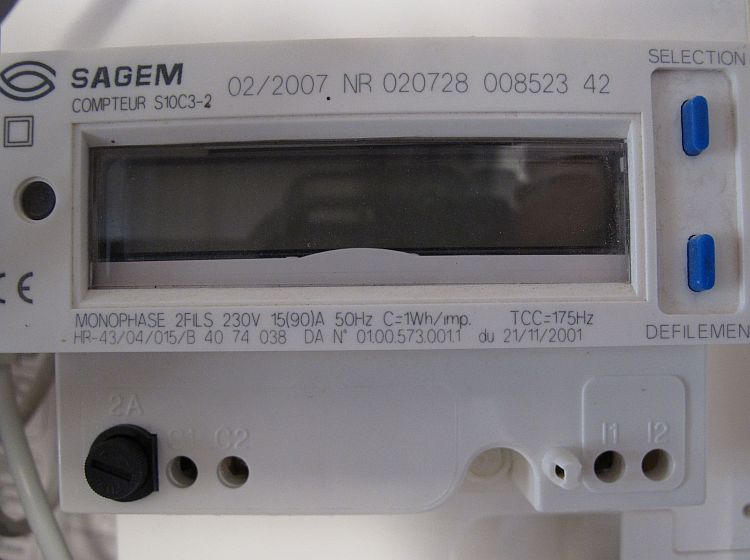 SELECTION
SAGEM
02/2007 NR 020728 008523 42
COMPTEUR S10C3-2
CE
MONOPHASE 2FILS 230V 15(90)A 50Hz C=1Wh/imp. TCC=175Hz
HR-43/04/015/B 40 74 038 DA N° 01.00.573.001.1 du 21/11/2001
DEFILEMEN
2A
C1 C2
I1 I2